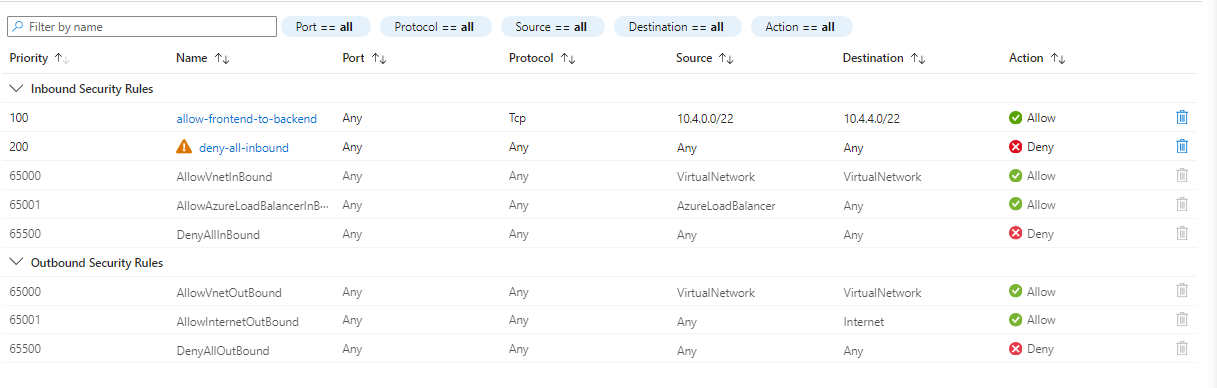 Filter by name Port == all Protocol == all Source == all Destination == all Action == all
Priority Name Port Protocol Source Destination Action
Inbound Security Rules
100 allow-frontend-to-backend Any Tcp 10.4.0.0/22 10.4.4.0/22 Allow
200 deny-all-inbound Any Any Any Any Deny
65000 AllowVnetInBound Any Any VirtualNetwork VirtualNetwork Allow
65001 AllowAzureLoadBalancerInB··· Any Any AzureLoadBalancer Any Allow
65500 DenyAllInBound Any Any Any Any Deny
Outbound Security Rules
65000 AllowVnetOutBound Any Any VirtualNetwork VirtualNetwork Allow
65001 AllowInternetOutBound Any Any Any Internet Allow
65500 DenyAllOutBound Any Any Any Any Deny